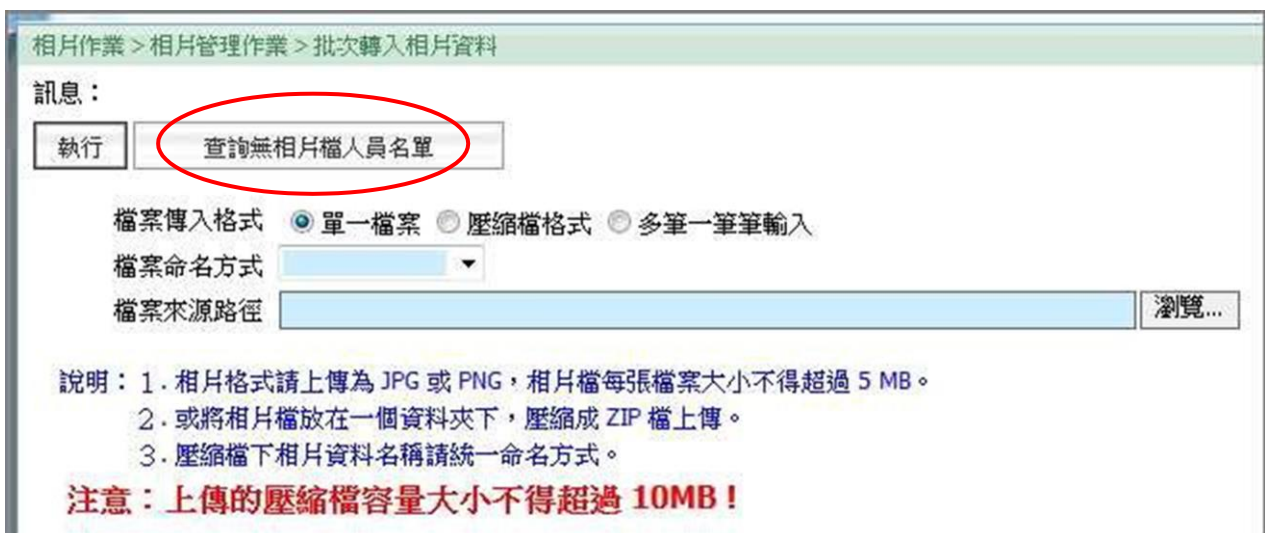 相片作業 > 相片管理作業 > 批次轉入相片資料
訊息：
執行 查詢無相片檔人員名單
檔案傳入格式 單一檔案 壓縮檔格式 多筆一筆筆輸入
檔案命名方式
檔案來源路徑 瀏覽...
說明：1. 相片格式請上傳為 JPG 或 PNG，相片檔每張檔案大小不得超過 5 MB。
2. 或將相片檔放在一個資料夾下，壓縮成 ZIP 檔上傳。
3. 壓縮檔下相片資料名稱請統一命名方式。
注意：上傳的壓縮檔容量大小不得超過 10MB！